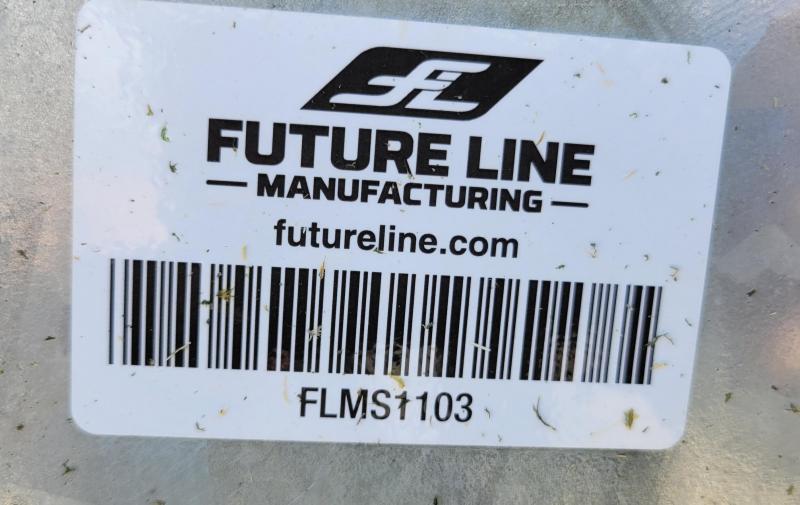 FUTURE LINE
MANUFACTURING
futureline.com
FLMS1103